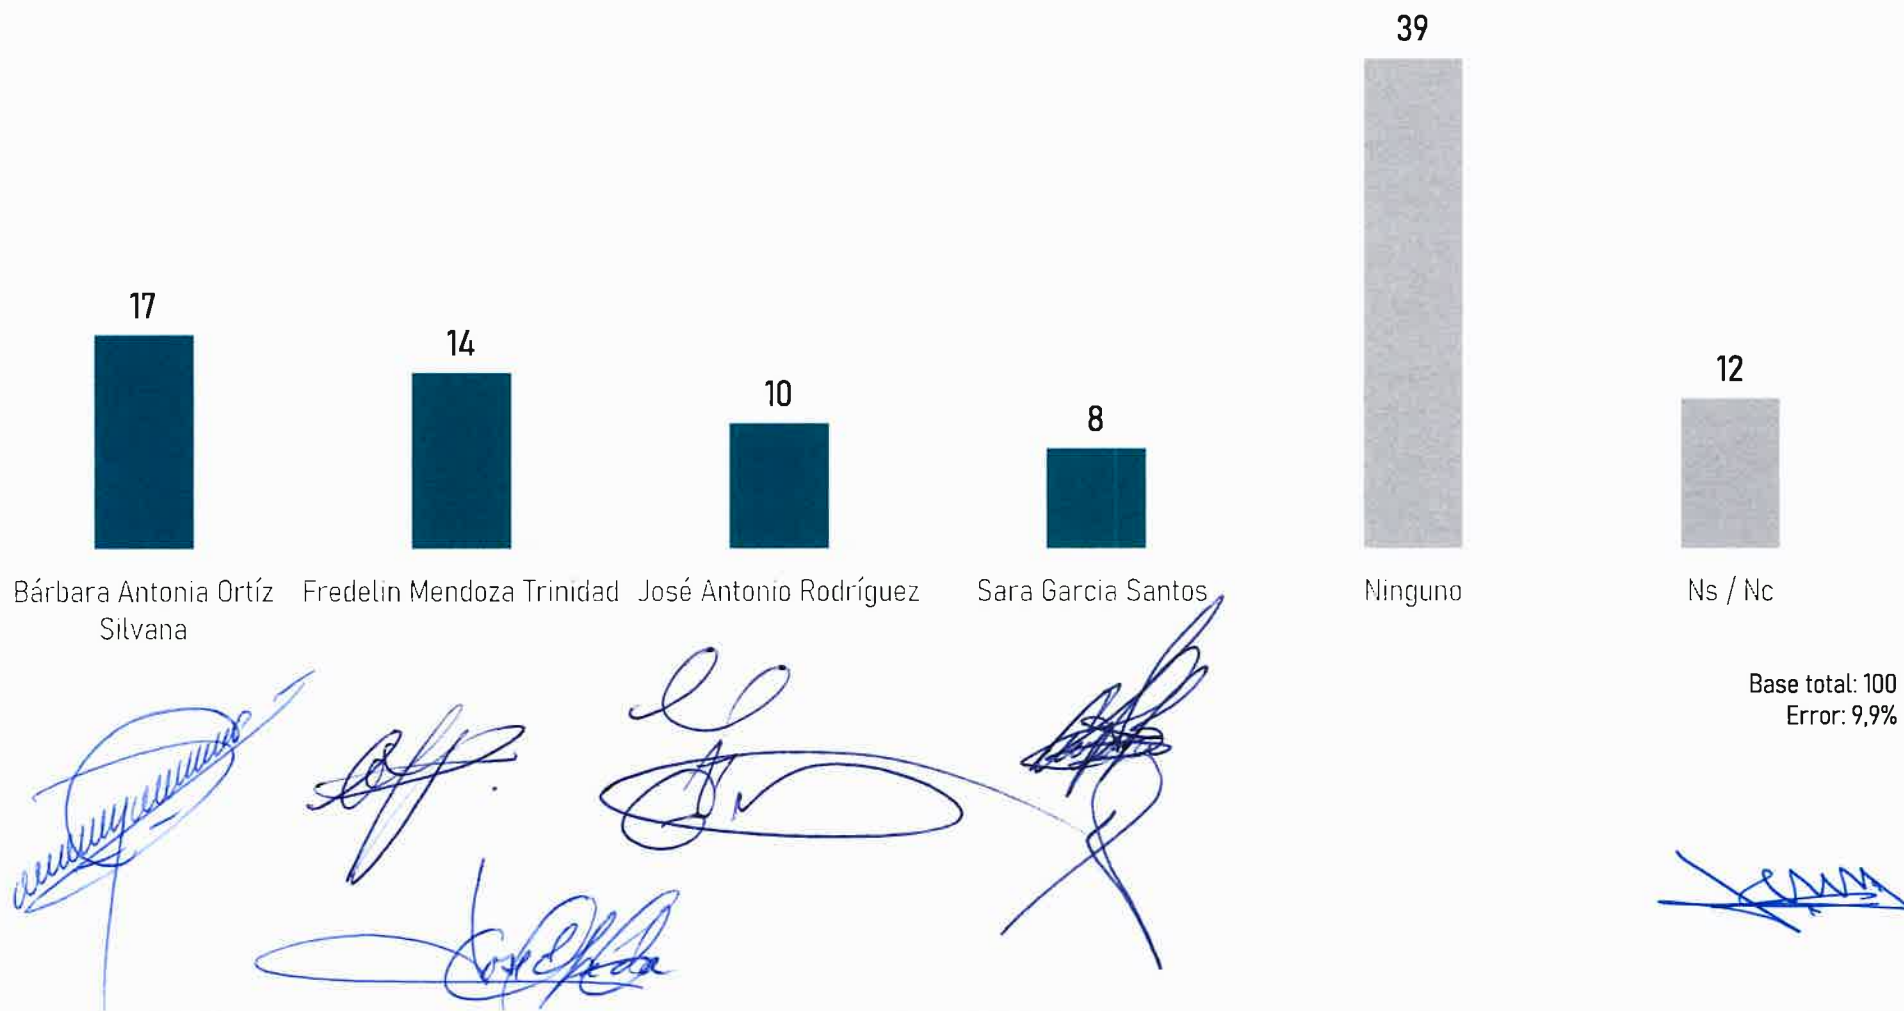 39
17
14
10
8
12
Bárbara Antonia Ortíz Silvana
Fredelin Mendoza Trinidad
José Antonio Rodríguez
Sara Garcia Santos
Ninguno
Ns / Nc
Base total: 100
Error: 9,9%